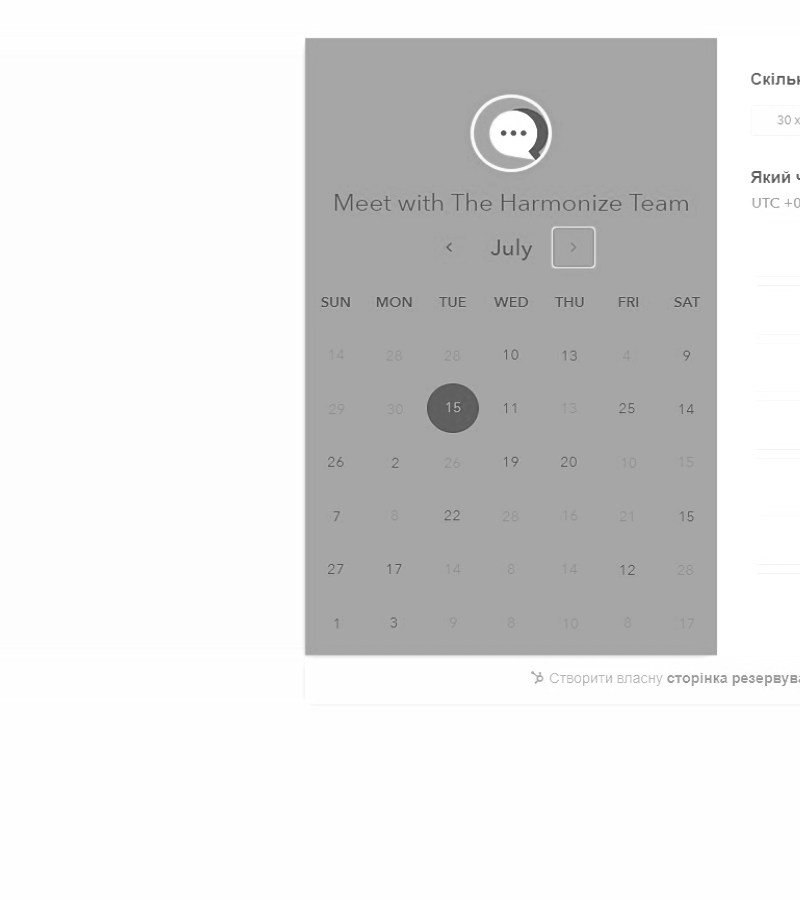 Meet with The Harmonize Team
July
SUN MON TUE WED THU FRI SAT
14 28 28 10 13 4 9
29 30 15 11 13 25 14
26 2 26 19 20 10 15
7 8 22 28 16 21 15
27 17 14 8 14 12 28
1 3 9 8 10 8 17
30 х
Який
UTC +0
Створити власну сторінка